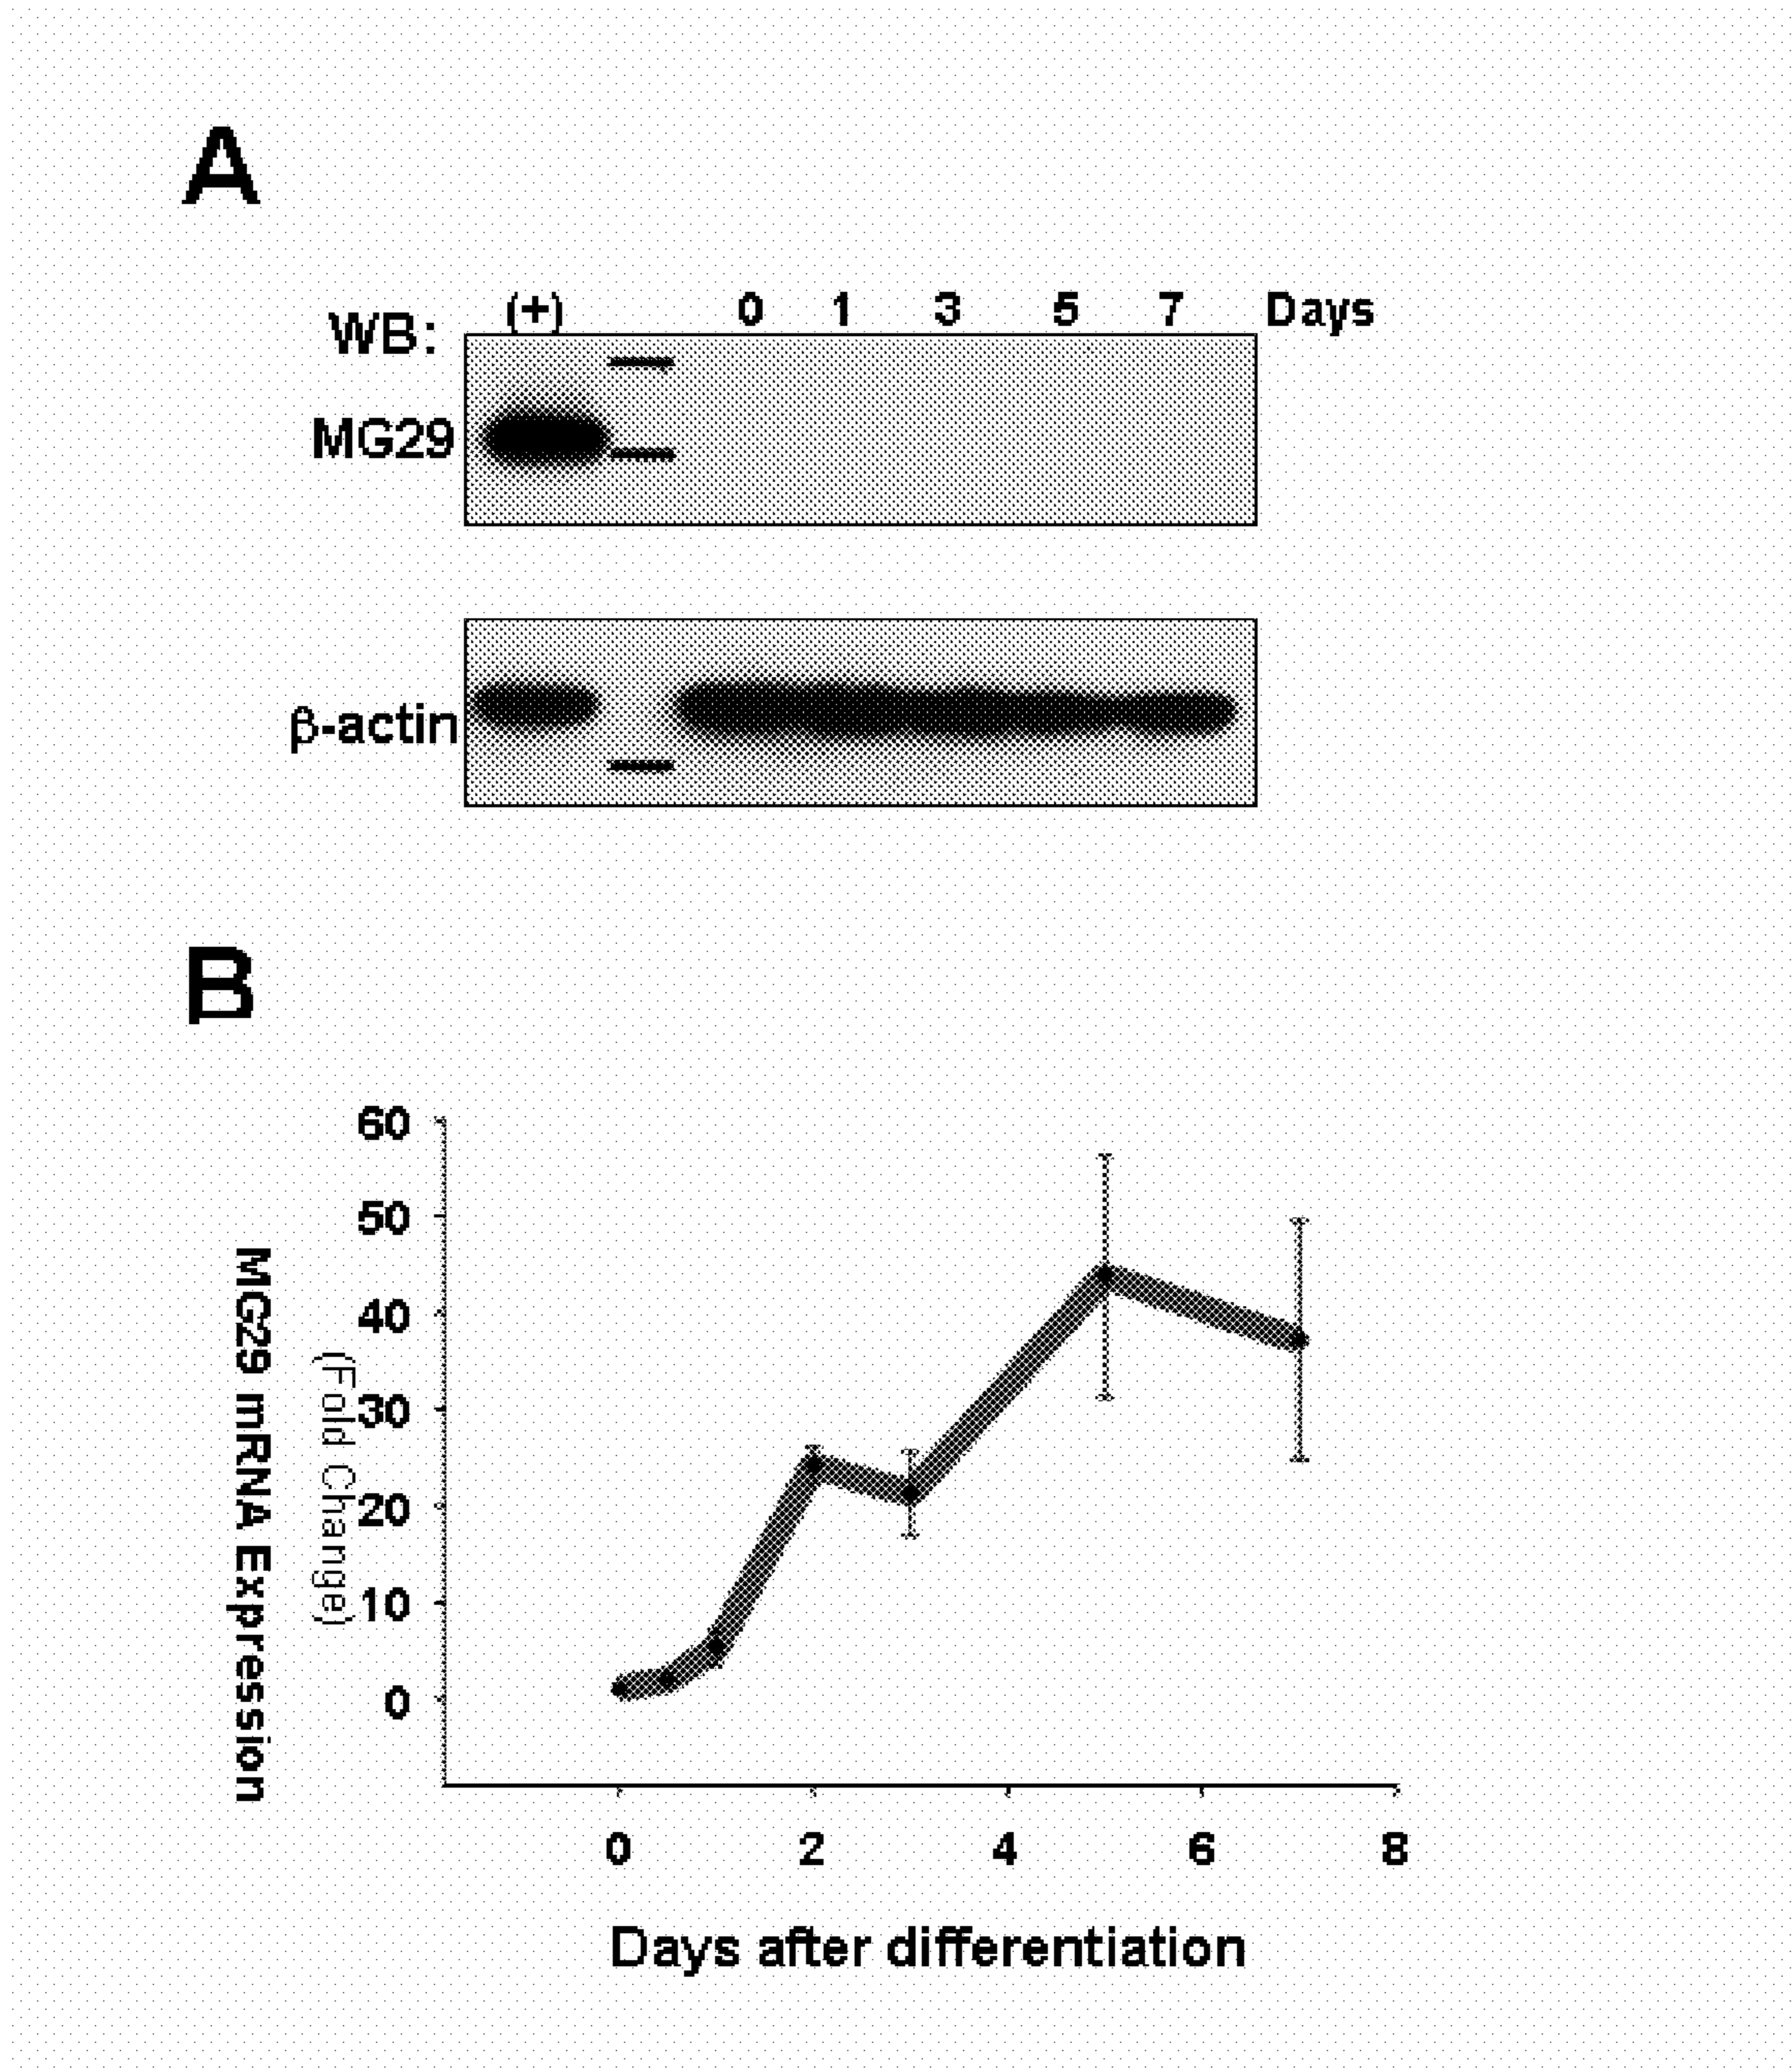 A
WB: (+) 0 1 3 5 7 Days
MG29
β-actin
B
MG29 mRNA Expression
(Fold Change)
60
50
40
30
20
10
0
0 2 4 6 8
Days after differentiation